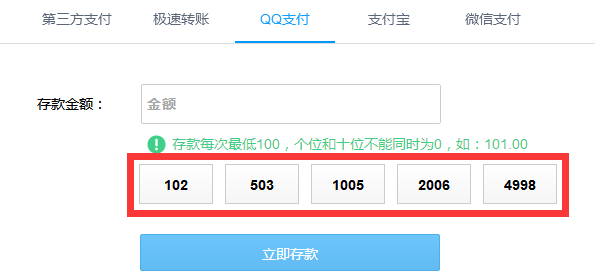 第三方支付 极速转账 QQ支付 支付宝 微信支付
存款金额： 金额
存款每次最低100，个位和十位不能同时为0，如：101.00
102 503 1005 2006 4998
立即存款